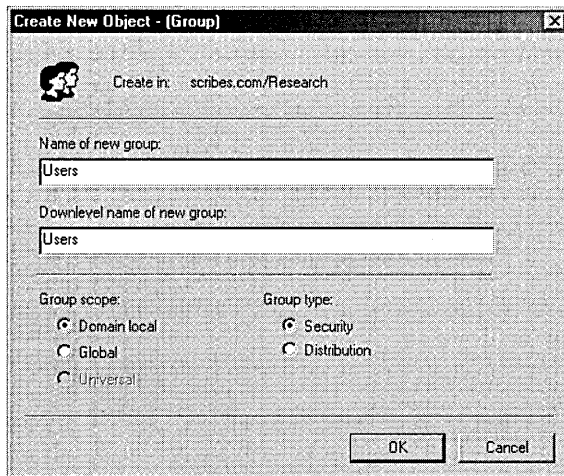 Create New Object - (Group)
Create in: scribes.com/Research
Name of new group:
Users
Downlevel name of new group:
Users
Group scope: Group type:
Domain local Security
Global Distribution
Universal
OK Cancel